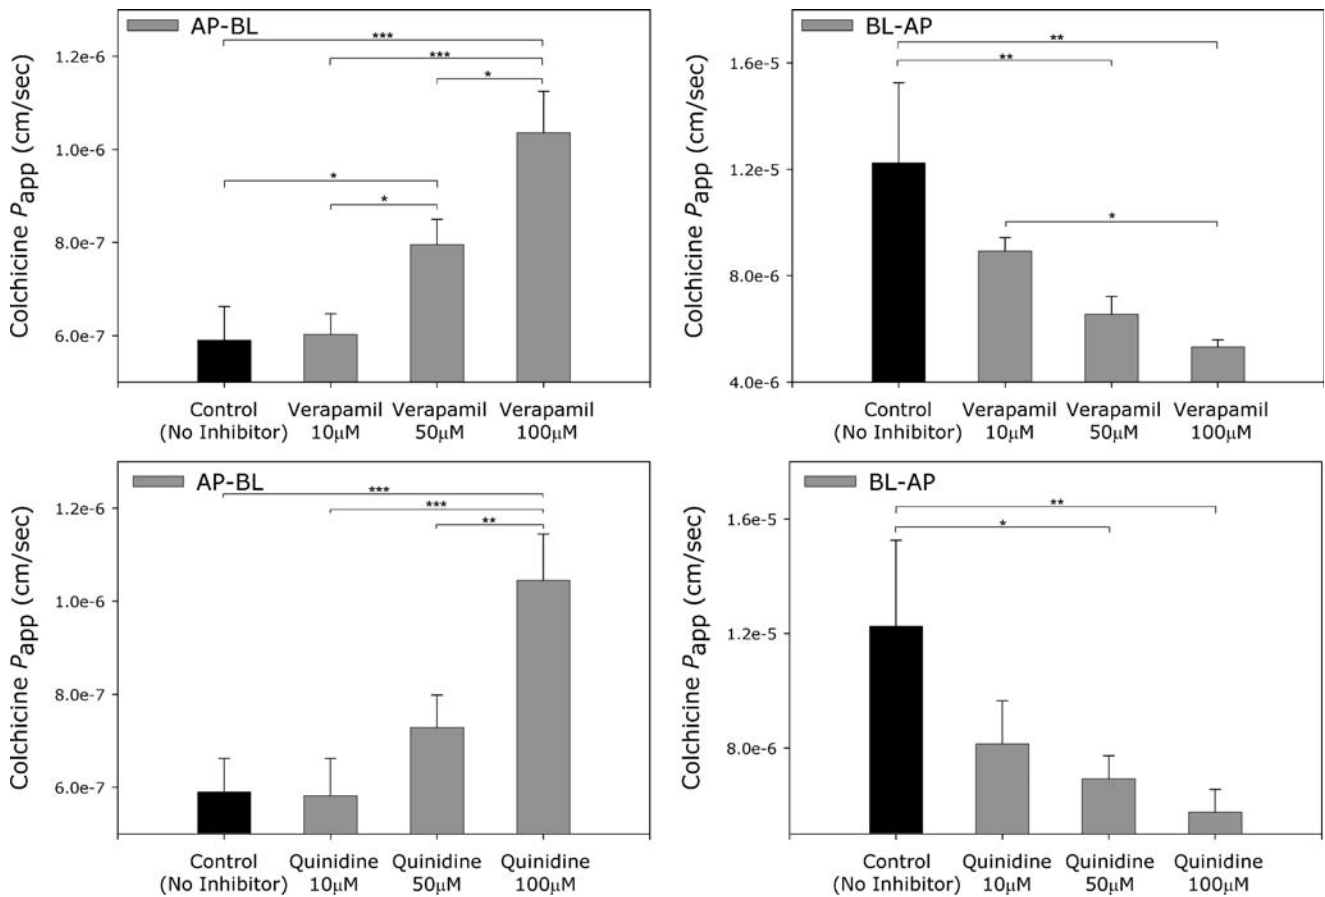 AP-BL
***
1.2e-6
***
*
1.0e-6
*
*
8.0e-7
6.0e-7
Colchicine Papp (cm/sec)
Control Verapamil Verapamil Verapamil
(No Inhibitor) 10μM 50μM 100μM
BL-AP
**
1.6e-5
**
1.2e-5
*
8.0e-6
4.0e-6
Colchicine Papp (cm/sec)
Control Verapamil Verapamil Verapamil
(No Inhibitor) 10μM 50μM 100μM
AP-BL
***
1.2e-6
***
**
1.0e-6
8.0e-7
6.0e-7
Colchicine Papp (cm/sec)
Control Quinidine Quinidine Quinidine
(No Inhibitor) 10μM 50μM 100μM
BL-AP
**
1.6e-5
*
1.2e-5
8.0e-6
Colchicine Papp (cm/sec)
Control Quinidine Quinidine Quinidine
(No Inhibitor) 10μM 50μM 100μM